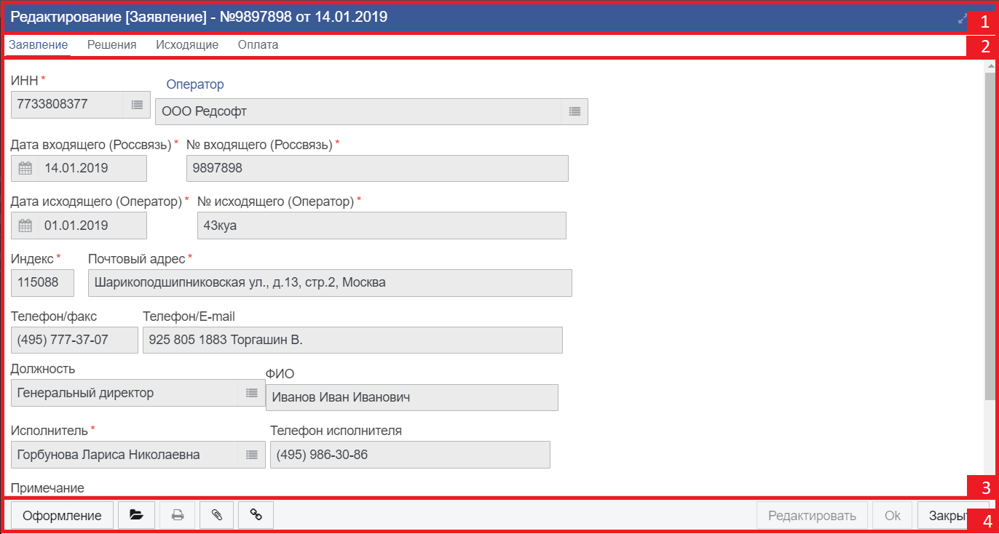 Редактирование [Заявление] - №9897898 от 14.01.2019
1
Заявление Решения Исходящие Оплата
2
ИНН *
Оператор
7733808377
ООО Редсофт
Дата входящего (Россвязь) * № входящего (Россвязь) *
14.01.2019 9897898
Дата исходящего (Оператор) * № исходящего (Оператор) *
01.01.2019 43куа
Индекс * Почтовый адрес *
115088 Шарикоподшипниковская ул., д.13, стр.2, Москва
Телефон/факс Телефон/E-mail
(495) 777-37-07 925 805 1883 Торгашин В.
Должность ФИО
Генеральный директор Иванов Иван Иванович
Исполнитель * Телефон исполнителя
Горбунова Лариса Николаевна (495) 986-30-86
Примечание
3
Оформление Редактировать Ok Закры
4